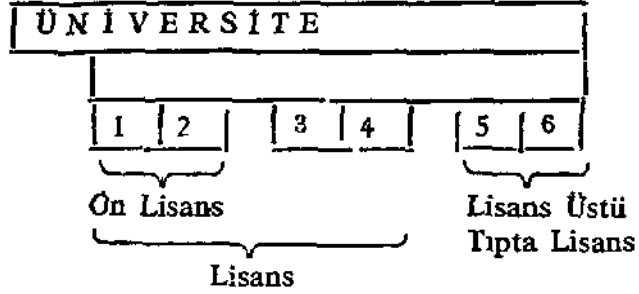 ÜNİVERSİTE
1 2 3 4 5 6
Ön Lisans
Lisans Üstü
Tıpta Lisans
Lisans